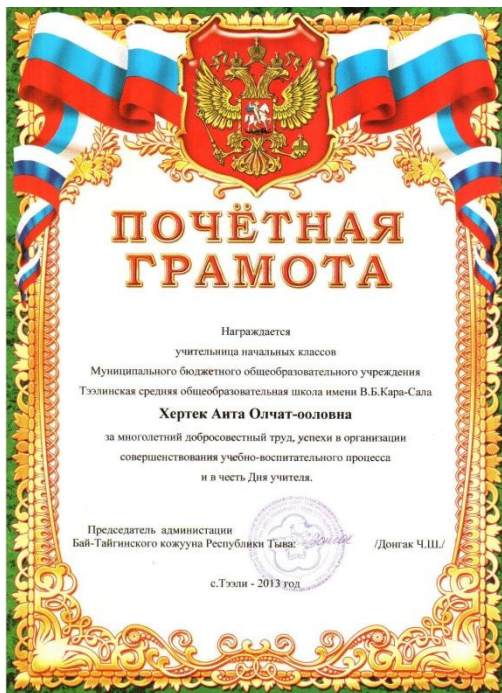 ПОЧЁТНАЯ
ГРАМОТА
Награждается
учительница начальных классов
Муниципального бюджетного общеобразовательного учреждения
Тээлинская средняя общеобразовательная школа имени В.Б.Кара-Сала
Хертек Аита Олчат-ооловна
за многолетний добросовестный труд, успехи в организации
совершенствования учебно-воспитательного процесса
и в честь Дня учителя.
Председатель администации
Бай-Тайгинского кожууна Республики Тыва: /Донгак Ч.Ш./
с.Тээли - 2013 год